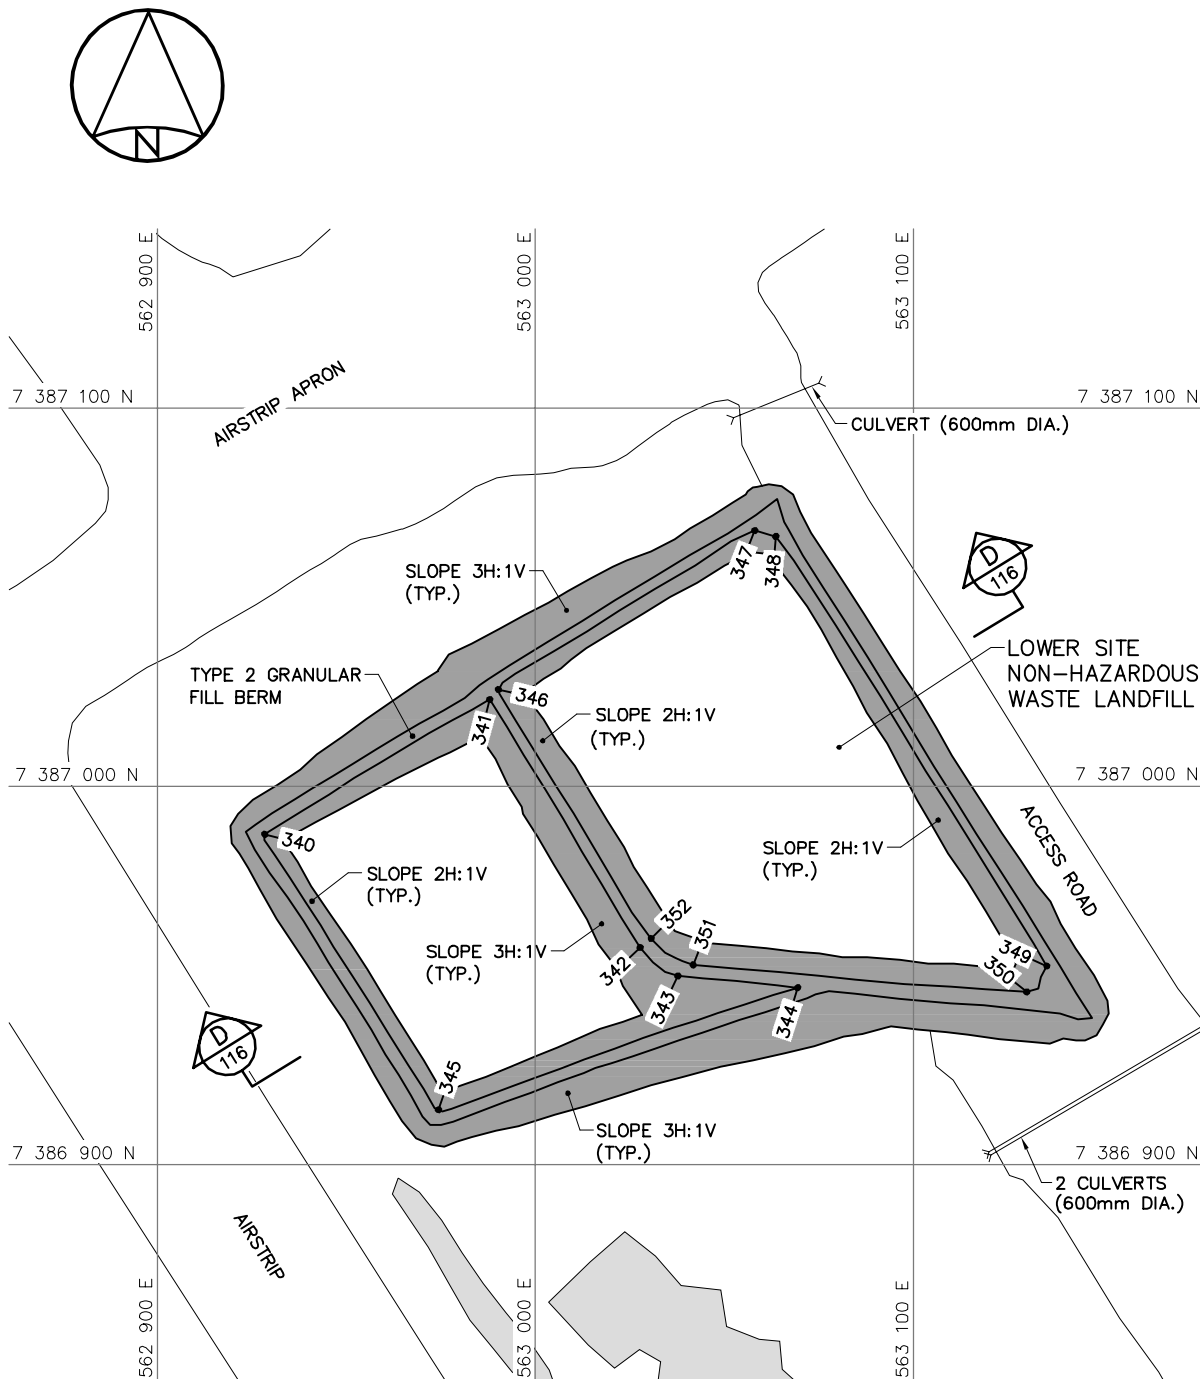 N
562 900 E
563 000 E
563 100 E
7 387 100 N
7 387 100 N
AIRSTRIP APRON
CULVERT (600mm DIA.)
347
348
D
116
SLOPE 3H:1V
(TYP.)
LOWER SITE
NON-HAZARDOUS
WASTE LANDFILL
TYPE 2 GRANULAR
FILL BERM
346
341
SLOPE 2H:1V
(TYP.)
7 387 000 N
7 387 000 N
340
ACCESS ROAD
SLOPE 2H:1V
(TYP.)
SLOPE 2H:1V
(TYP.)
352
351
SLOPE 3H:1V
(TYP.)
349
350
342
343
344
D
116
345
SLOPE 3H:1V
(TYP.)
7 386 900 N
7 386 900 N
2 CULVERTS
(600mm DIA.)
AIRSTRIP
562 900 E
563 000 E
563 100 E